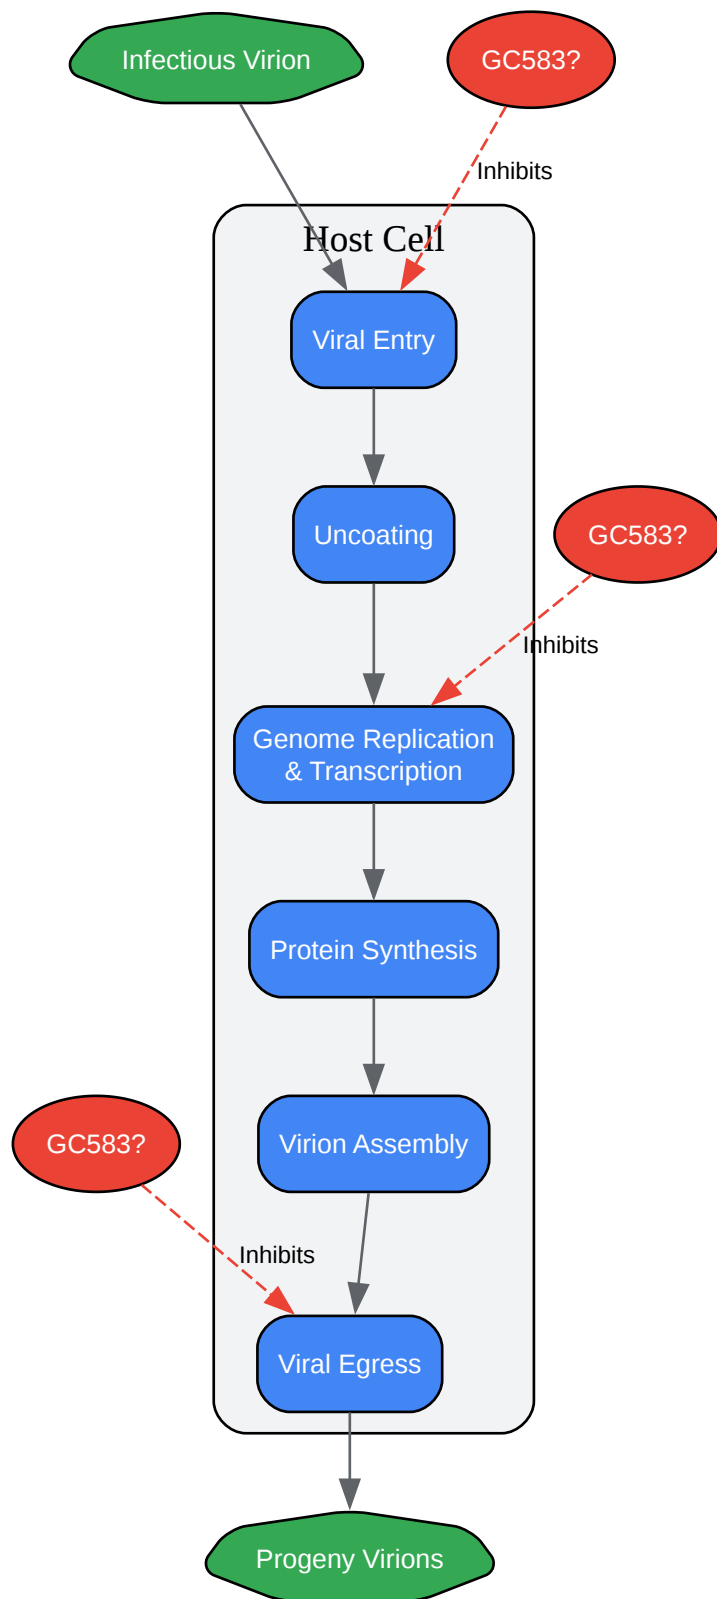 Infectious Virion
GC583?
Inhibits
Host Cell
Viral Entry
Uncoating
GC583?
Inhibits
Genome Replication
& Transcription
Protein Synthesis
Virion Assembly
GC583?
Inhibits
Viral Egress
Progeny Virions